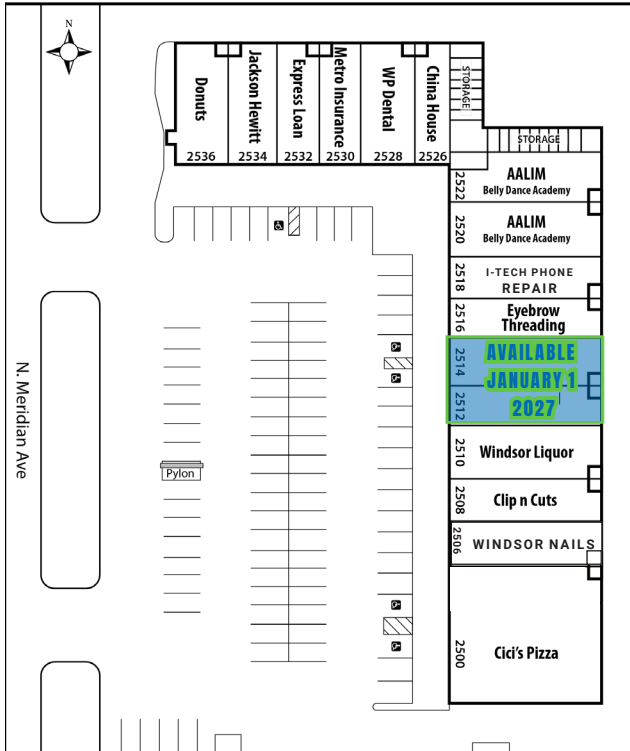 N
Donuts
2536
Jackson Hewitt
2534
Express Loan
2532
Metro Insurance
2530
WP Dental
2528
China House
2526
STORAGE
STORAGE
2522
AALIM
Belly Dance Academy
2520
AALIM
Belly Dance Academy
2518
I-TECH PHONE
REPAIR
2516
Eyebrow
Threading
2514
AVAILABLE
JANUARY 1
2027
2512
2510
Windsor Liquor
2508
Clip n Cuts
2506
WINDSOR NAILS
2500
Cici's Pizza
N. Meridian Ave
Pylon